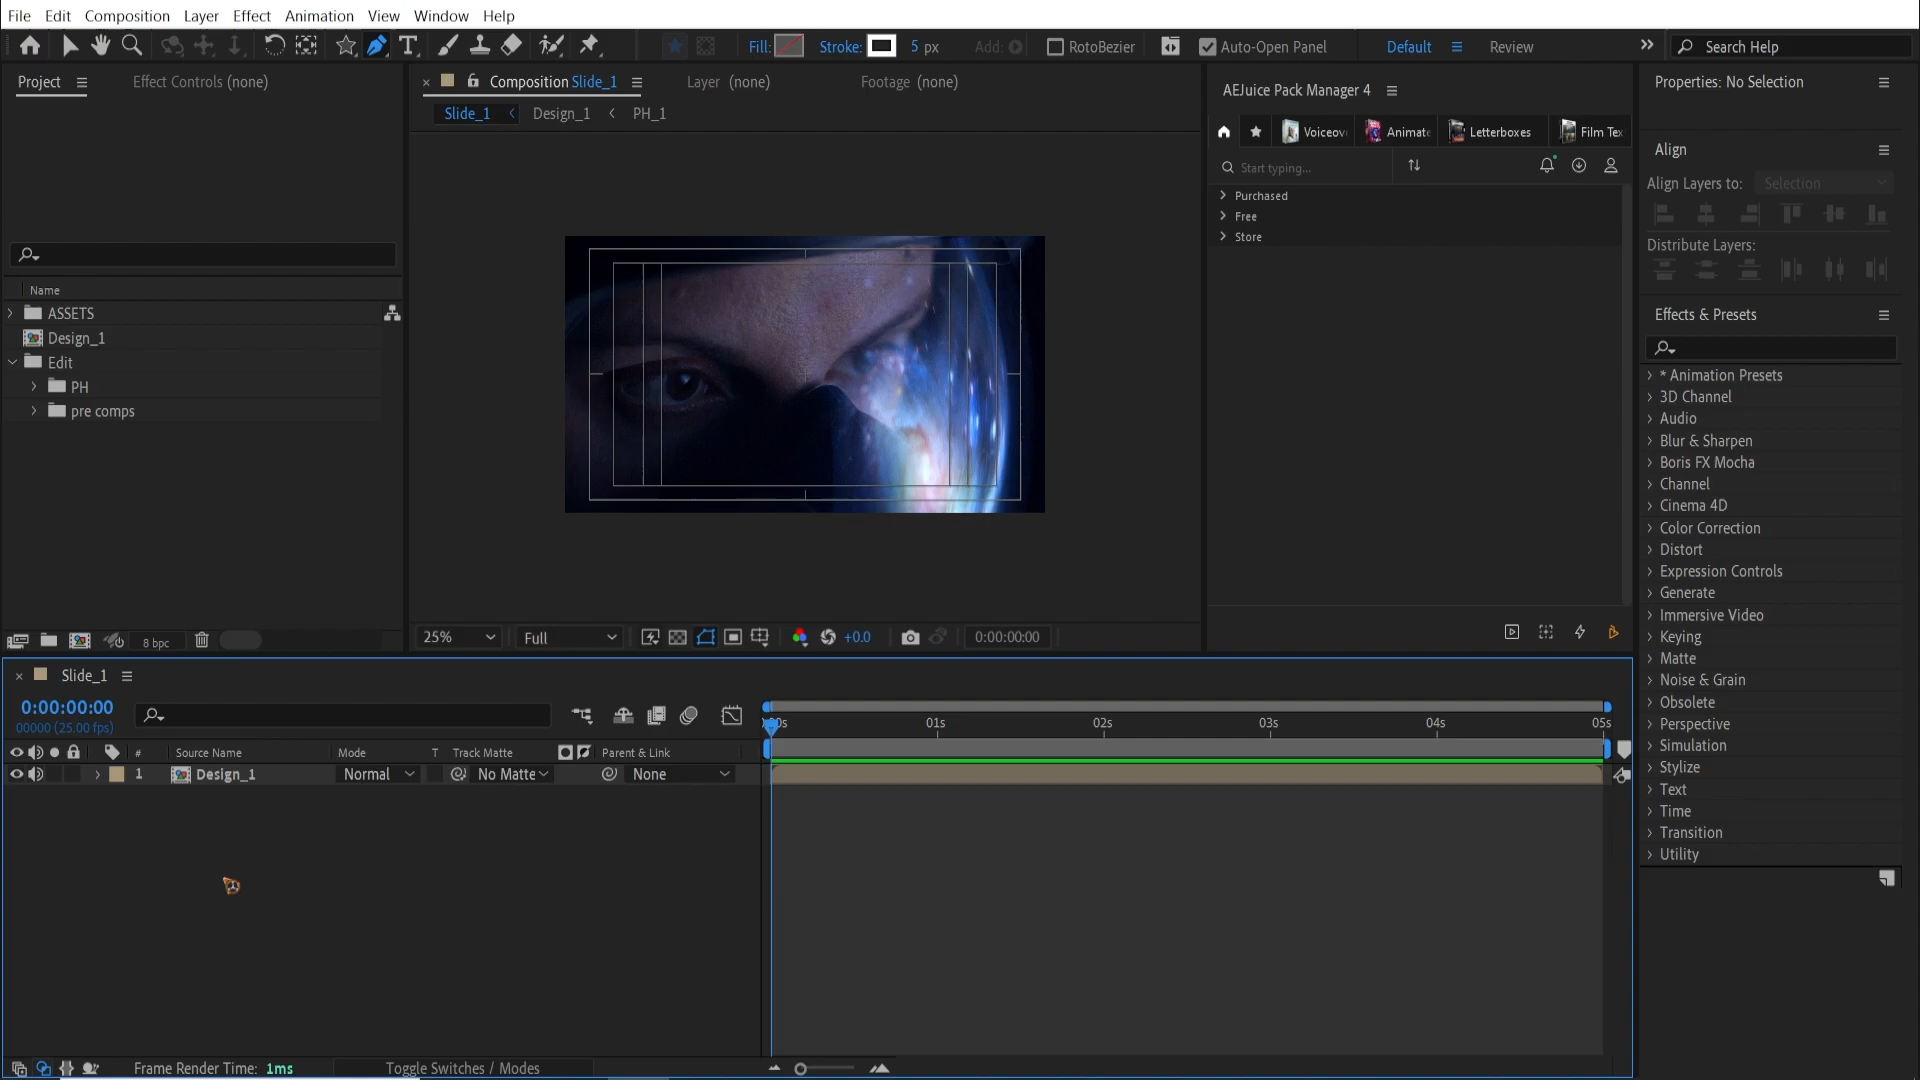 File Edit Composition Layer Effect Animation View Window Help
Fill: Stroke: 5 px Add: RotoBezier Auto-Open Panel Default Review Search Help
Project Effect Controls (none)
Name
ASSETS
Design_1
Edit
PH
pre comps
8 bpc
Composition Slide_1 Layer (none) Footage (none)
Slide_1 Design_1 PH_1
25% Full +0.0 0:00:00:00
AEJuice Pack Manager 4
Voiceov Animate Letterboxes Film Tex
Start typing...
Purchased
Free
Store
Properties: No Selection
Align
Align Layers to: Selection
Distribute Layers:
Effects & Presets
* Animation Presets
3D Channel
Audio
Blur & Sharpen
Boris FX Mocha
Channel
Cinema 4D
Color Correction
Distort
Expression Controls
Generate
Immersive Video
Keying
Matte
Noise & Grain
Obsolete
Perspective
Simulation
Stylize
Text
Time
Transition
Utility
Slide_1
0:00:00:00
00000 (25.00 fps)
01s 02s 03s 04s 05s
# Source Name Mode T Track Matte Parent & Link
1 Design_1 Normal No Matte None
Frame Render Time: 1ms Toggle Switches / Modes